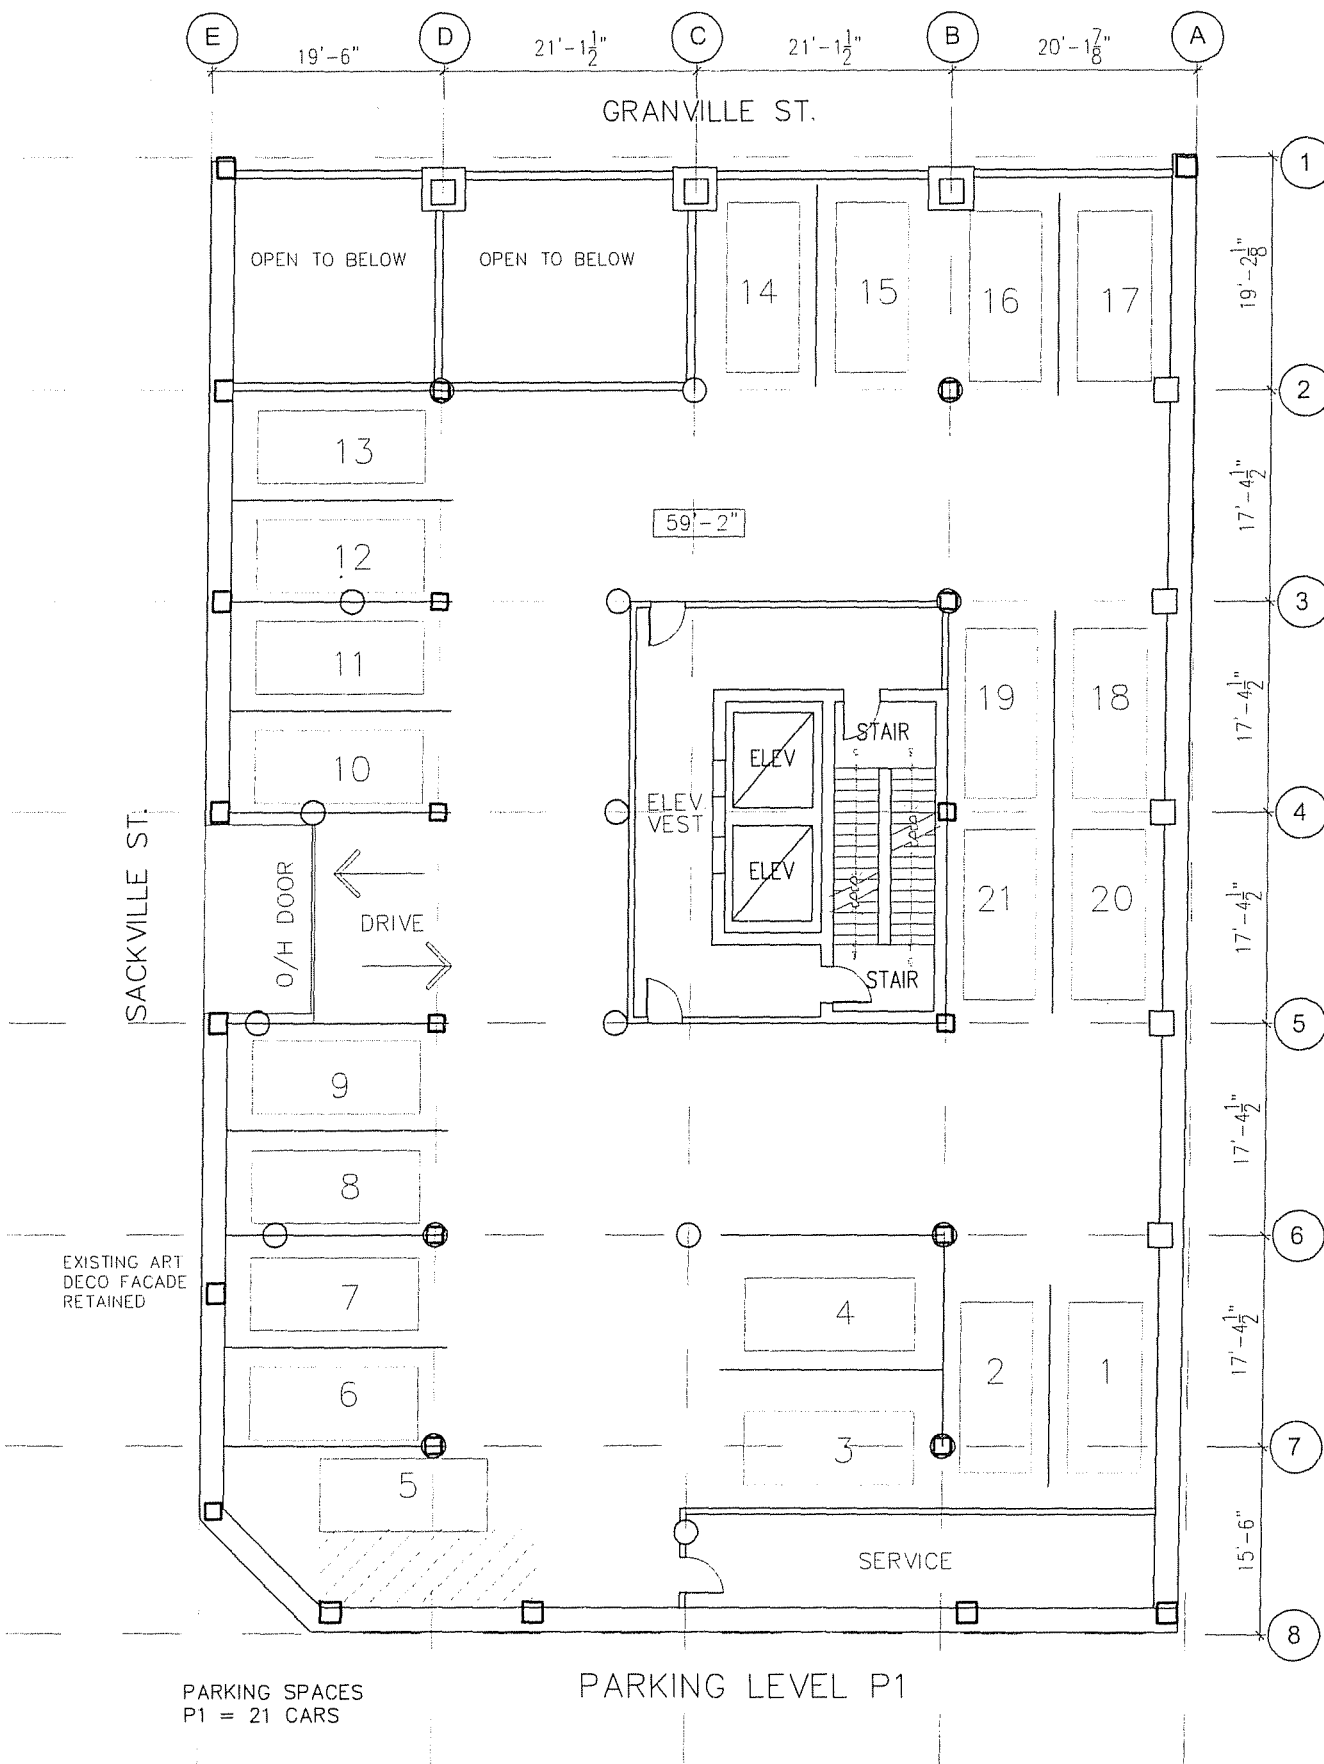 E
D
C
B
A
19'-6"
21'-1 1/2"
21'-1 1/2"
20'-1 7/8"
GRANVILLE ST.
1
19'-2 1/8"
OPEN TO BELOW
OPEN TO BELOW
14
15
16
17
2
13
17'-4 1/2"
59'-2"
12
3
11
19
18
17'-4 1/2"
STAIR
10
ELEV
ELEV.
VEST
4
SACKVILLE ST.
O/H DOOR
DRIVE
ELEV
21
20
17'-4 1/2"
STAIR
5
9
17'-4 1/2"
8
6
EXISTING ART
DECO FACADE
RETAINED
7
4
2
1
17'-4 1/2"
6
3
7
5
SERVICE
15'-6"
8
PARKING LEVEL P1
PARKING SPACES
P1 = 21 CARS